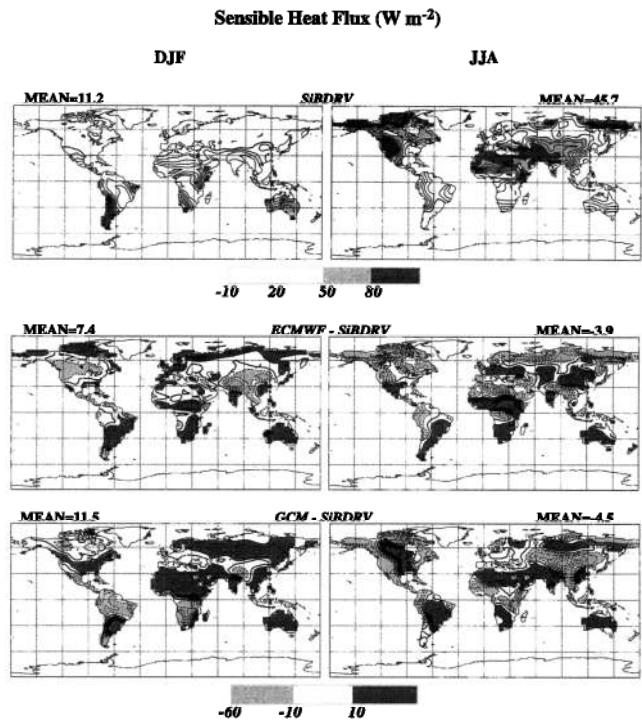 Sensible Heat Flux (W m-2)
DJF JJA
MEAN=11.2 SiBDRV MEAN=45.7
-10 20 50 80
MEAN=7.4 ECMWF - SiBDRV MEAN=-3.9
MEAN=11.5 GCM - SiBDRV MEAN=-4.5
-60 -10 10